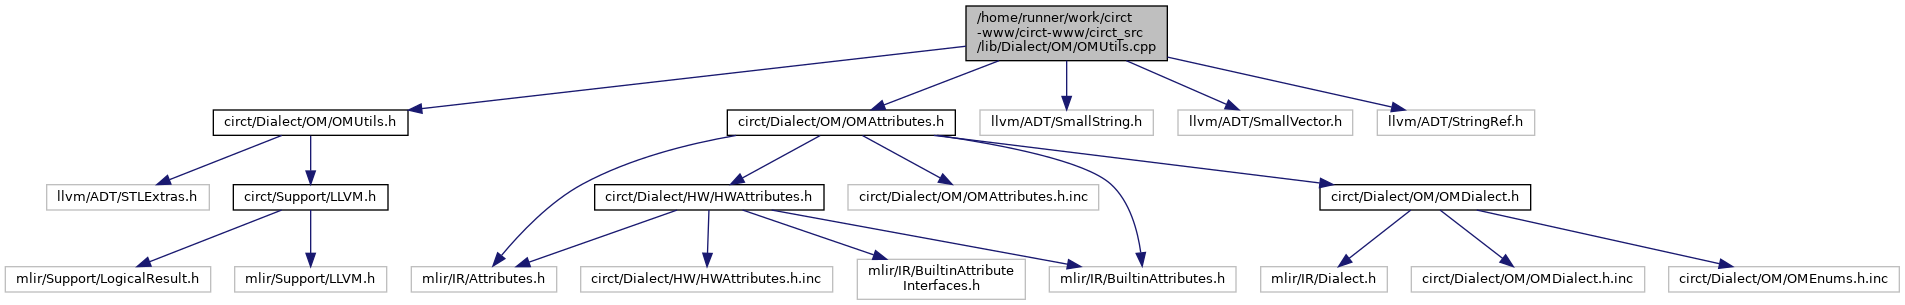 /home/runner/work/circt
-www/circt-www/circt_src
/lib/Dialect/OM/OMUtils.cpp
circt/Dialect/OM/OMUtils.h
circt/Dialect/OM/OMAttributes.h
llvm/ADT/SmallString.h
llvm/ADT/SmallVector.h
llvm/ADT/StringRef.h
llvm/ADT/STLExtras.h
circt/Support/LLVM.h
circt/Dialect/HW/HWAttributes.h
circt/Dialect/OM/OMAttributes.h.inc
circt/Dialect/OM/OMDialect.h
mlir/Support/LogicalResult.h
mlir/Support/LLVM.h
mlir/IR/Attributes.h
circt/Dialect/HW/HWAttributes.h.inc
mlir/IR/BuiltinAttribute
Interfaces.h
mlir/IR/BuiltinAttributes.h
mlir/IR/Dialect.h
circt/Dialect/OM/OMDialect.h.inc
circt/Dialect/OM/OMEnums.h.inc